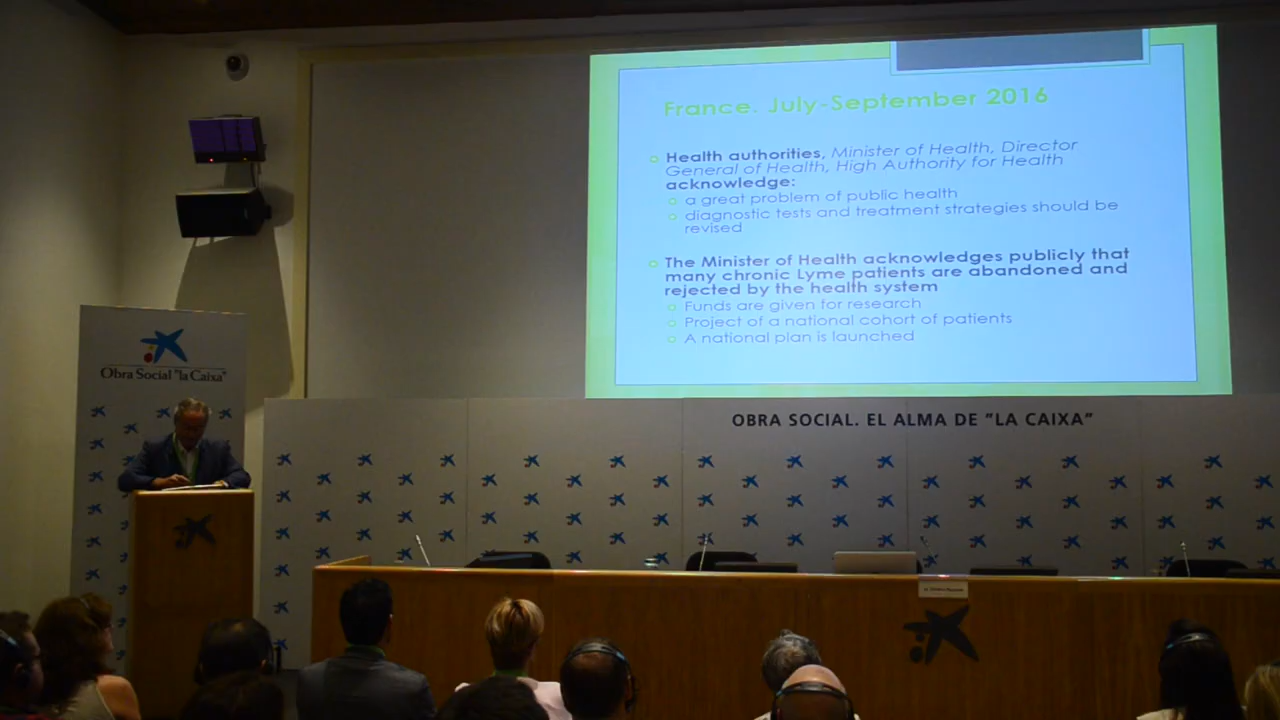 France. July-September 2016
Health authorities, Minister of Health, Director
General of Health, High Authority for Health
acknowledge:
a great problem of public health
diagnostic tests and treatment strategies should be
revised
The Minister of Health acknowledges publicly that
many chronic Lyme patients are abandoned and
rejected by the health system
Funds are given for research
Project of a national cohort of patients
A national plan is launched
Obra Social "la Caixa"
OBRA SOCIAL. EL ALMA DE "LA CAIXA"